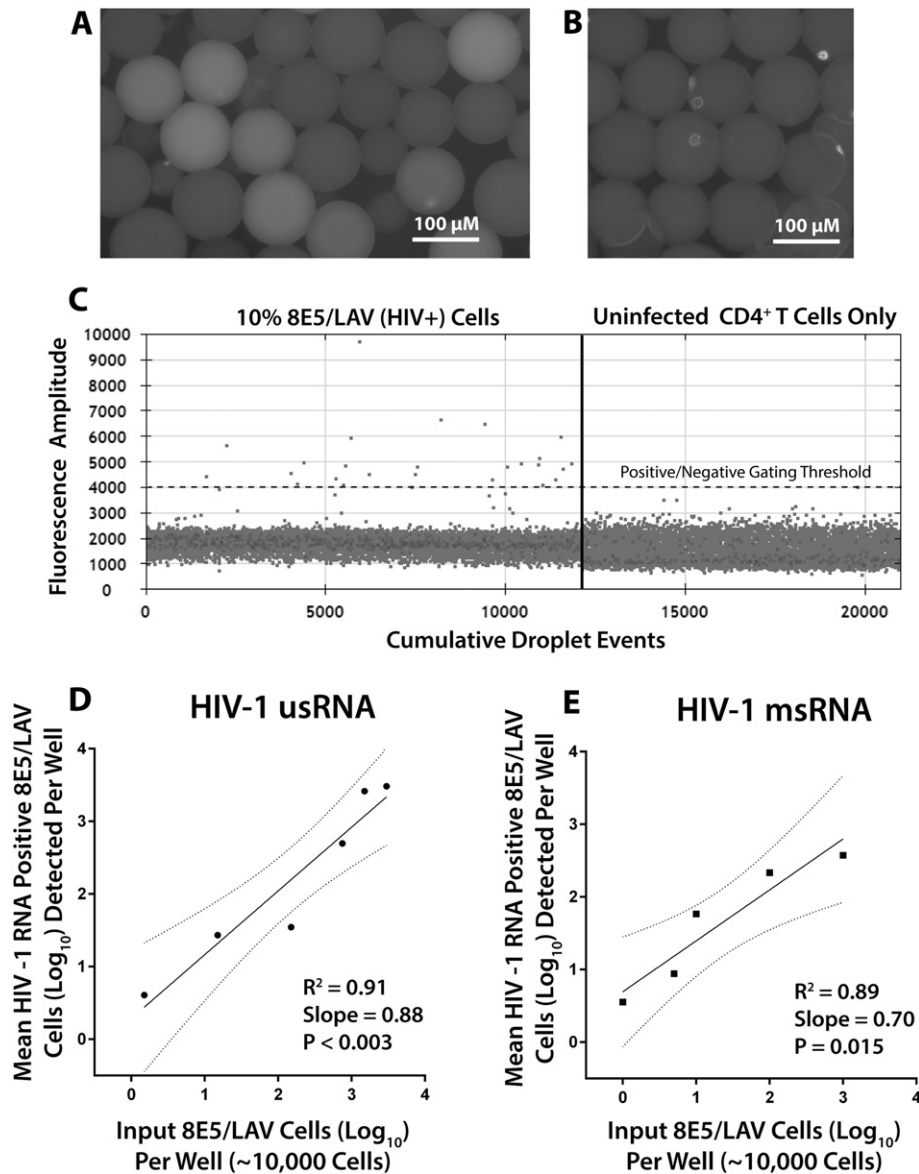 A
B
100 µM
100 µM
C
10% 8E5/LAV (HIV+) Cells
Uninfected CD4⁺ T Cells Only
Fluorescence Amplitude
10000
9000
8000
7000
6000
5000
4000
3000
2000
1000
0
Positive/Negative Gating Threshold
0
5000
10000
15000
20000
Cumulative Droplet Events
D
HIV-1 usRNA
Mean HIV -1 RNA Positive 8E5/LAV
Cells (Log₁₀) Detected Per Well
4
3
2
1
0
R² = 0.91
Slope = 0.88
P < 0.003
0
1
2
3
4
Input 8E5/LAV Cells (Log₁₀)
Per Well (~10,000 Cells)
E
HIV-1 msRNA
Mean HIV -1 RNA Positive 8E5/LAV
Cells (Log₁₀) Detected Per Well
4
3
2
1
0
R² = 0.89
Slope = 0.70
P = 0.015
0
1
2
3
4
Input 8E5/LAV Cells (Log₁₀)
Per Well (~10,000 Cells)